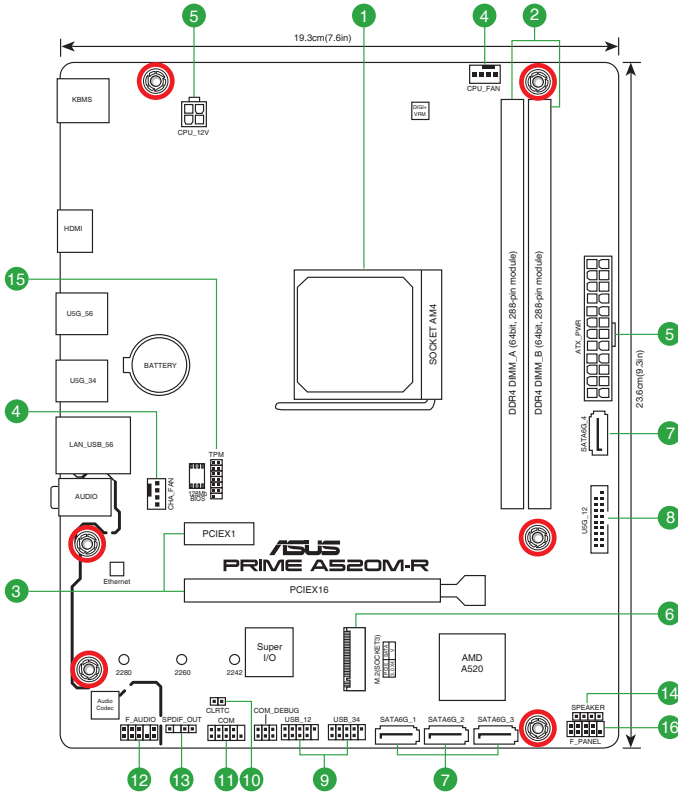 5
1
4
2
19.3cm(7.6in)
KBMS
CPU_12V
DIGI+
VRM
CPU_FAN
HDMI
15
U5G_56
U5G_34
BATTERY
SOCKET AM4
DDR4 DIMM_A (64bit, 288-pin module)
DDR4 DIMM_B (64bit, 288-pin module)
ATX_PWR
5
23.6cm(9.3in)
4
LAN_USB_56
AUDIO
CHA_FAN
TPM
128Mb
BIOS
SATA6G_4
7
U5G_12
8
PCIEX1
ASUS
PRIME A520M-R
Ethernet
3
PCIEX16
6
Super
I/O
M.2(SOCKET3)
AMD
A520
2280
2260
2242
Audio
Codec
CLRTC
SPEAKER
14
F_AUDIO
SPDIF_OUT
COM
COM_DEBUG
USB_12
USB_34
SATA6G_1
SATA6G_2
SATA6G_3
F_PANEL
16
12
13
11
10
9
7